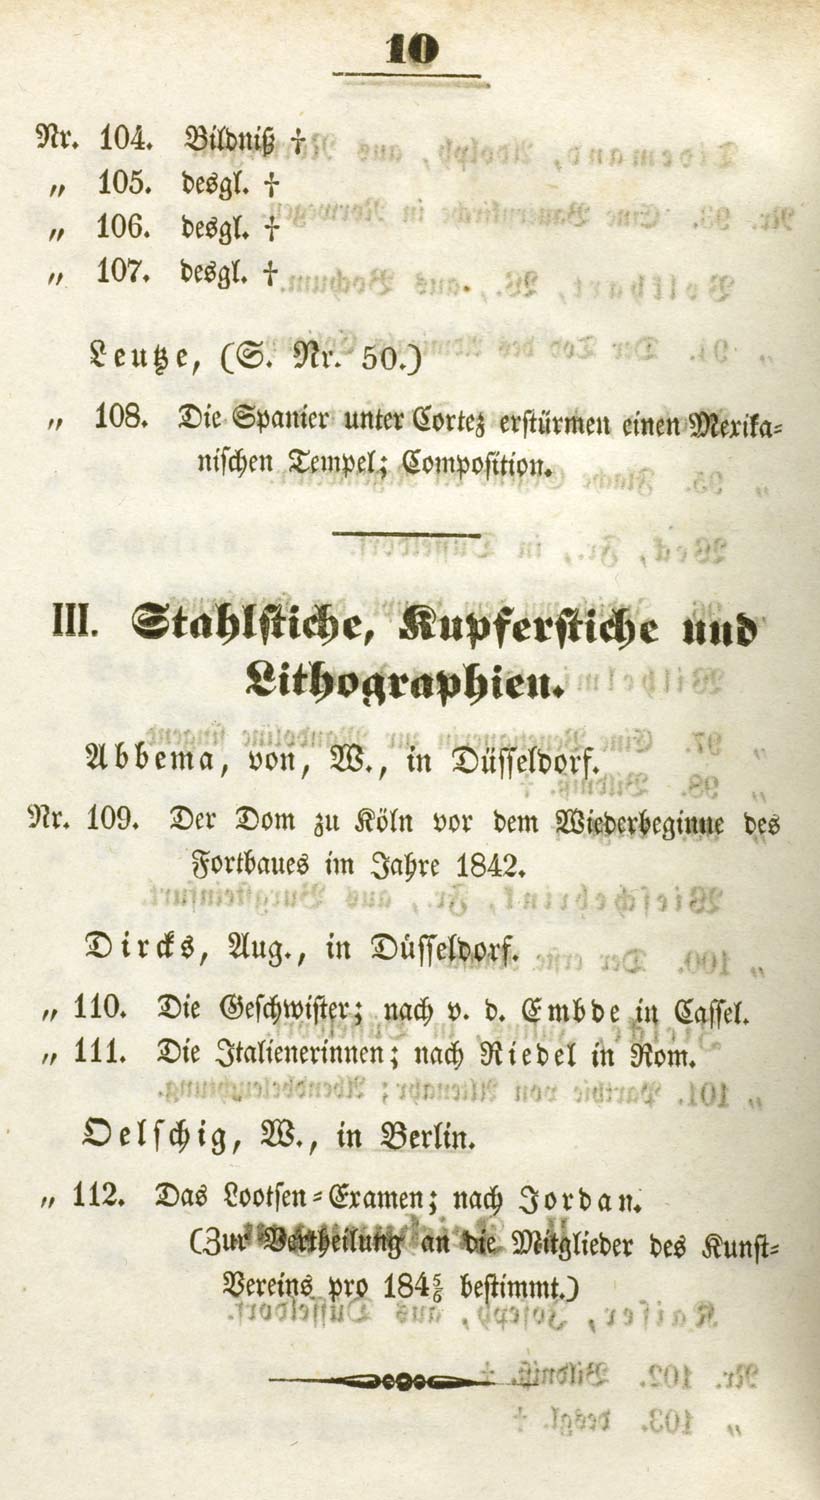 10
Nr. 104. Bildniß †
„ 105. desgl. †
„ 106. desgl. †
„ 107. desgl. †
Leutze, (S. Nr. 50.)
„ 108. Die Spanier unter Cortez erstürmen einen Mexika=
nischen Tempel; Composition.
III. Stahlstiche, Kupferstiche und
Lithographien.
Abbema, von, W., in Düsseldorf.
Nr. 109. Der Dom zu Köln vor dem Wiederbeginne des
Fortbaues im Jahre 1842.
Dircks, Aug., in Düsseldorf.
„ 110. Die Geschwister; nach v. d. Embde in Cassel.
„ 111. Die Italienerinnen; nach Riedel in Rom.
Oelschig, W., in Berlin.
„ 112. Das Lootsen=Examen; nach Jordan.
(Zur Vertheilung an die Mitglieder des Kunst=
Vereins pro 184⅚ bestimmt.)